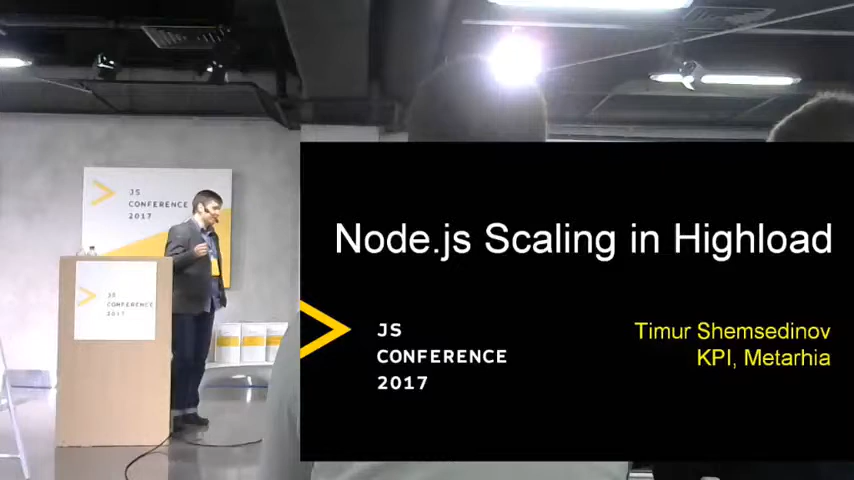 JS
CONFERENCE
2017
JS
CONFERENCE
2017
Node.js Scaling in Highload
JS
CONFERENCE
2017
Timur Shemsedinov
KPI, Metarhia